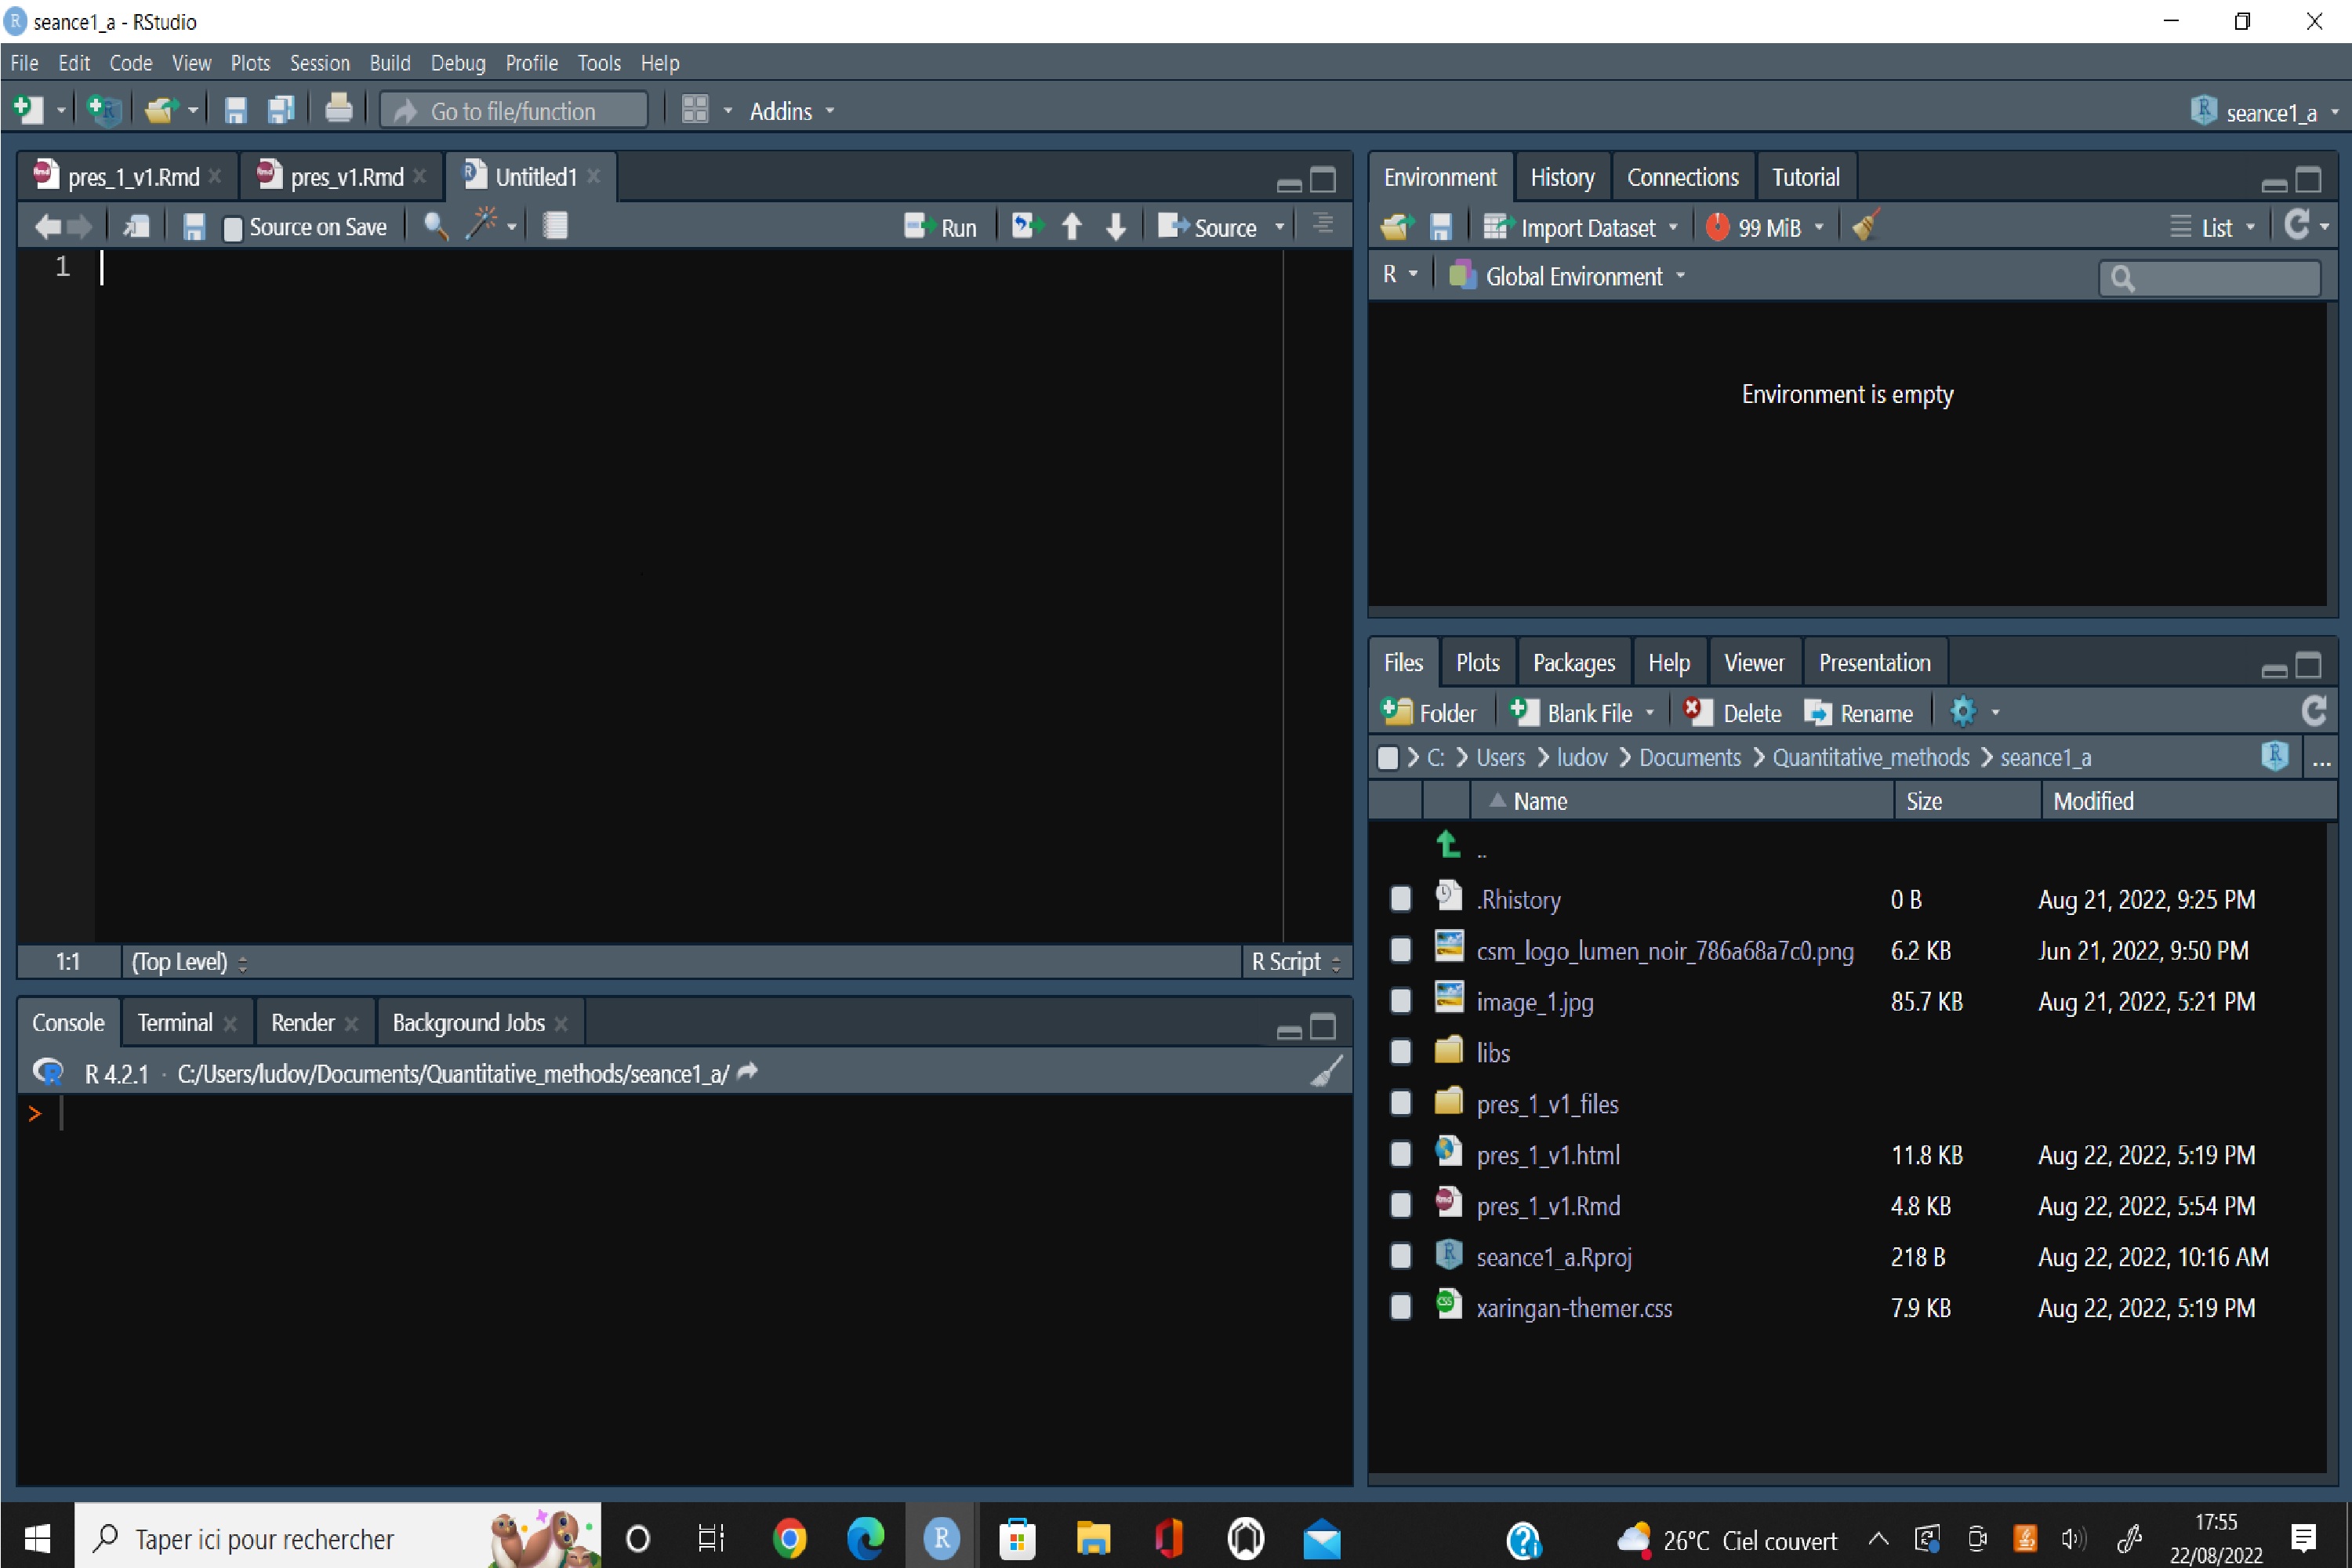 seance1_a - RStudio
File Edit Code View Plots Session Build Debug Profile Tools Help
Go to file/function Addins seance1_a
pres_1_v1.Rmd pres_v1.Rmd Untitled1
Source on Save Run Source
1
1:1 (Top Level) R Script
Console Terminal Render Background Jobs
R 4.2.1 · C:/Users/ludov/Documents/Quantitative_methods/seance1_a/
>
Environment History Connections Tutorial
Import Dataset 99 MiB List
R Global Environment
Environment is empty
Files Plots Packages Help Viewer Presentation
Folder Blank File Delete Rename
C: Users ludov Documents Quantitative_methods seance1_a ...
Name Size Modified
..
.Rhistory 0 B Aug 21, 2022, 9:25 PM
csm_logo_lumen_noir_786a68a7c0.png 6.2 KB Jun 21, 2022, 9:50 PM
image_1.jpg 85.7 KB Aug 21, 2022, 5:21 PM
libs
pres_1_v1_files
pres_1_v1.html 11.8 KB Aug 22, 2022, 5:19 PM
pres_1_v1.Rmd 4.8 KB Aug 22, 2022, 5:54 PM
seance1_a.Rproj 218 B Aug 22, 2022, 10:16 AM
xaringan-themer.css 7.9 KB Aug 22, 2022, 5:19 PM
Taper ici pour rechercher
26°C Ciel couvert
17:55
22/08/2022